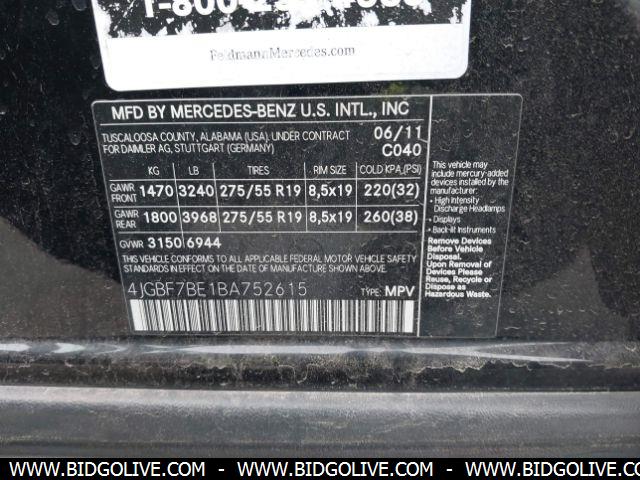 FeldmannMercedes.com
MFD BY MERCEDES-BENZ U.S. INTL., INC
TUSCALOOSA COUNTY, ALABAMA (USA). UNDER CONTRACT 06/11
FOR DAIMLER AG, STUTTGART (GERMANY) C040
KG LB TIRES RIM SIZE COLD KPA,(PSI)
GAWR FRONT 1470 3240 275/55 R19 8,5x19 220(32)
GAWR REAR 1800 3968 275/55 R19 8,5x19 260(38)
GVWR 3150 6944
THIS VEHICLE CONFORMS TO ALL APPLICABLE FEDERAL MOTOR VEHICLE SAFETY STANDARDS IN EFFECT ON THE DATE OF MANUFACTURE SHOWN ABOVE.
4JGBF7BE1BA752615 TYPE: MPV
This vehicle may
include mercury-added
devices installed by
the manufacturer:
• High Intensity
Discharge Headlamps
• Displays
• Back-lit Instruments
Remove Devices
Before Vehicle
Disposal.
Upon Removal of
Devices Please
Reuse, Recycle or
Dispose as
Hazardous Waste.
WWW.BIDGOLIVE.COM - WWW.BIDGOLIVE.COM - WWW.BIDGOLIVE.COM